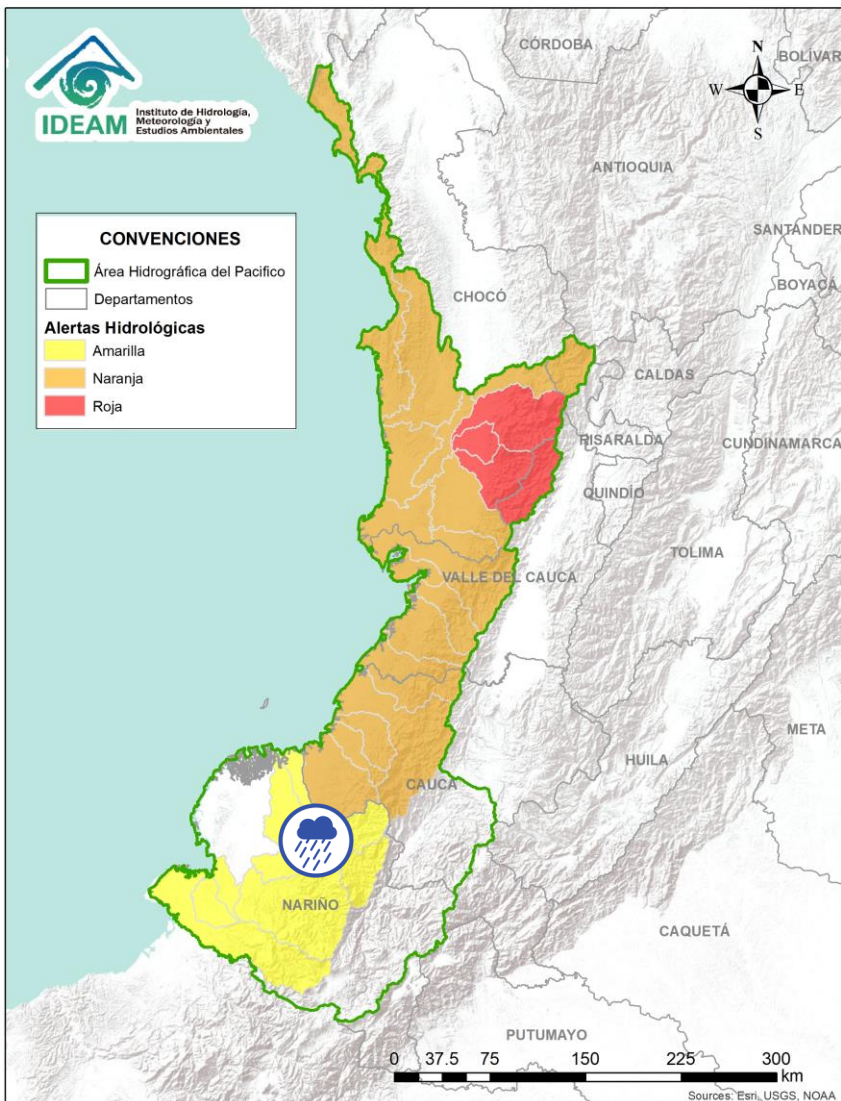 CÓRDOBA
BOLÍVAR
N
W
E
S
IDEAM
Instituto de Hidrología,
Meteorología y
Estudios Ambientales
ANTIOQUIA
SANTANDER
BOYACÁ
CONVENCIONES
Área Hidrográfica del Pacifico
Departamentos
Alertas Hidrológicas
Amarilla
Naranja
Roja
CHOCÓ
CALDAS
RISARALDA
CUNDINAMARCA
QUINDÍO
TOLIMA
VALLE DEL CAUCA
META
HUILA
CAUCA
NARIÑO
CAQUETÁ
PUTUMAYO
0 37.5 75 150 225 300
km
Sources: Esri, USGS, NOAA